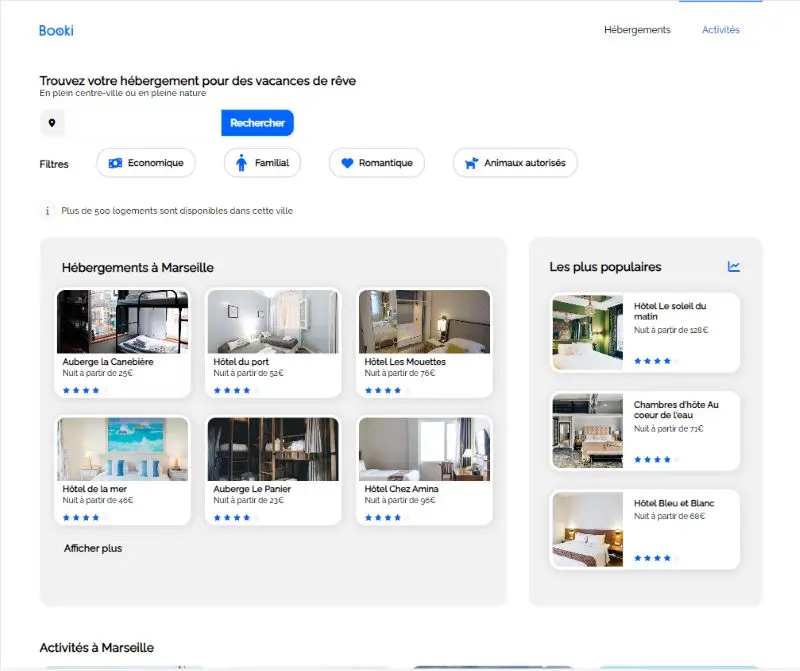 Booki
Hébergements
Activités
Trouvez votre hébergement pour des vacances de rêve
En plein centre-ville ou en pleine nature
Rechercher
Filtres
Economique
Familial
Romantique
Animaux autorisés
Plus de 500 logements sont disponibles dans cette ville
Hébergements à Marseille
Auberge la Canebière
Nuit à partir de 25€
Hôtel du port
Nuit à partir de 52€
Hôtel Les Mouettes
Nuit à partir de 76€
Hôtel de la mer
Nuit à partir de 46€
Auberge Le Panier
Nuit à partir de 23€
Hôtel Chez Amina
Nuit à partir de 96€
Afficher plus
Les plus populaires
Hôtel Le soleil du
matin
Nuit à partir de 128€
Chambres d'hôte Au
coeur de l'eau
Nuit à partir de 71€
Hôtel Bleu et Blanc
Nuit à partir de 68€
Activités à Marseille